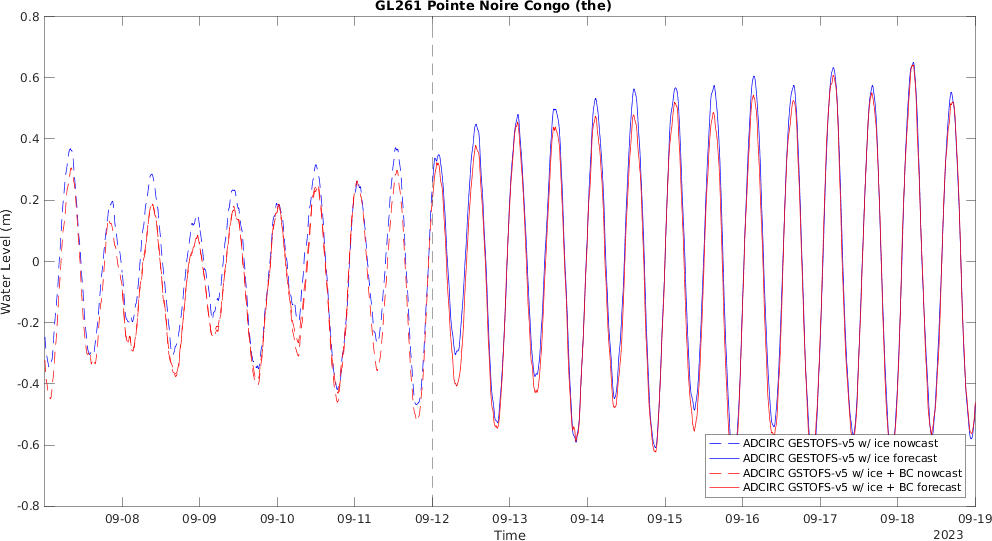 GL261 Pointe Noire Congo (the)
0.8
0.6
0.4
0.2
0
-0.2
-0.4
-0.6
-0.8
Water Level (m)
ADCIRC GESTOFS-v5 w/ ice nowcast
ADCIRC GESTOFS-v5 w/ ice forecast
ADCIRC GSTOFS-v5 w/ ice + BC nowcast
ADCIRC GSTOFS-v5 w/ ice + BC forecast
09-08 09-09 09-10 09-11 09-12 09-13 09-14 09-15 09-16 09-17 09-18 09-19
Time
2023